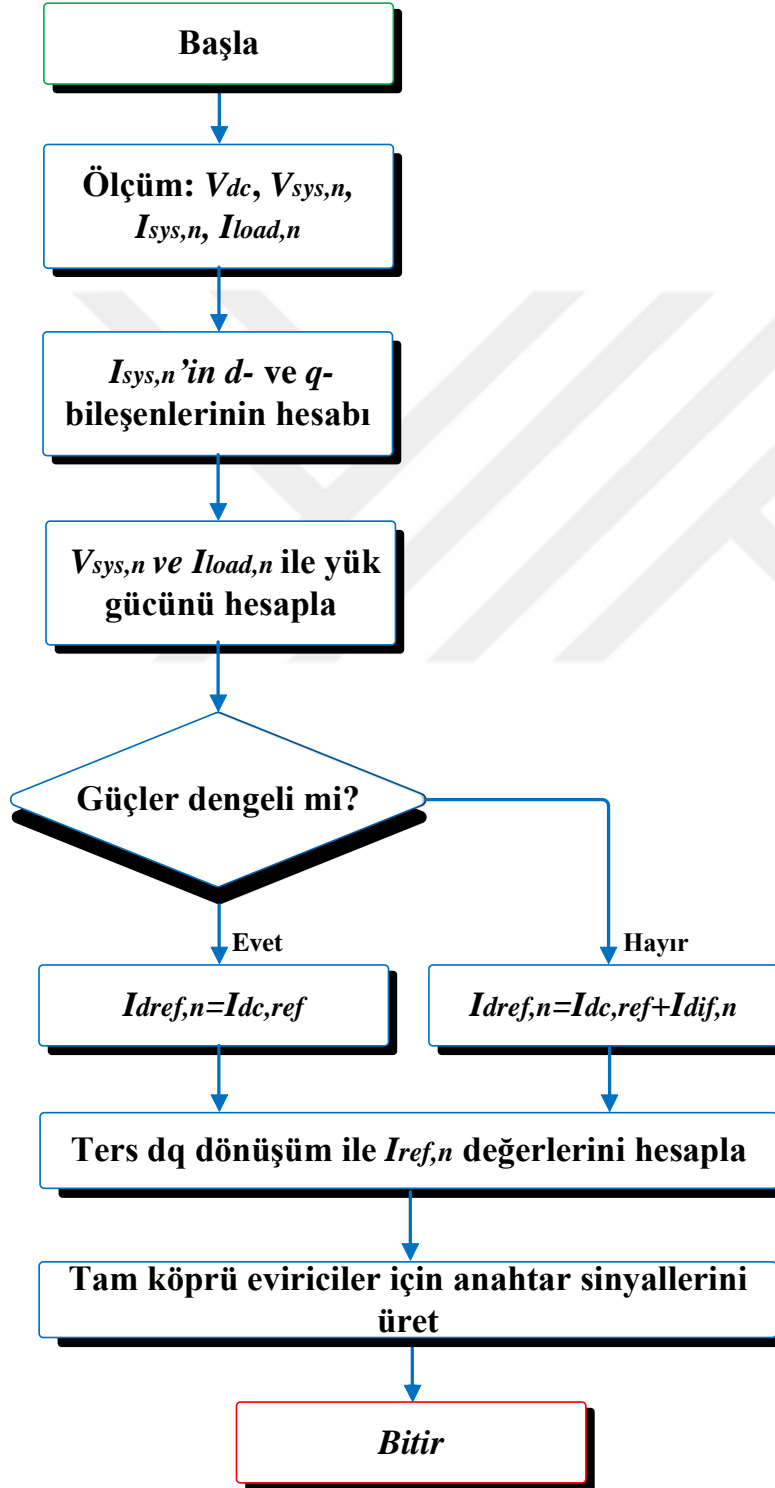 Başla
Ölçüm: Vdc, Vsys,n,
Isys,n, Iload,n
Isys,n’in d- ve q-
bileşenlerinin hesabı
Vsys,n ve Iload,n ile yük
gücünü hesapla
Güçler dengeli mi?
Evet
Hayır
Idref,n=Idc,ref
Idref,n=Idc,ref+Idif,n
Ters dq dönüşüm ile Iref,n değerlerini hesapla
Tam köprü eviriciler için anahtar sinyallerini
üret
Bitir